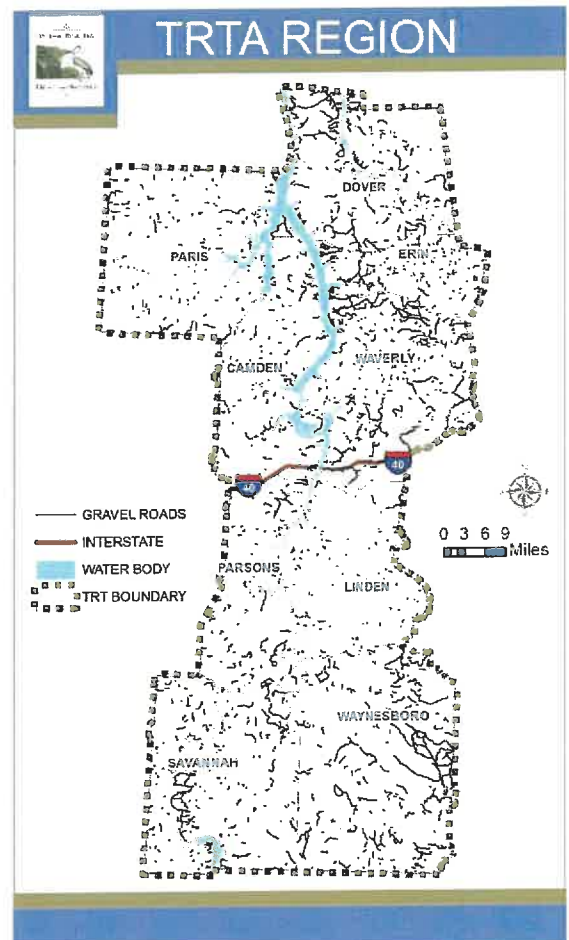 TRTA REGION
DOVER
PARIS
ERIN
CAMDEN
WAVERLY
40
40
GRAVEL ROADS
INTERSTATE
WATER BODY
TRT BOUNDARY
0 3 6 9
Miles
PARSONS
LINDEN
WAYNESBORO
SAVANNAH